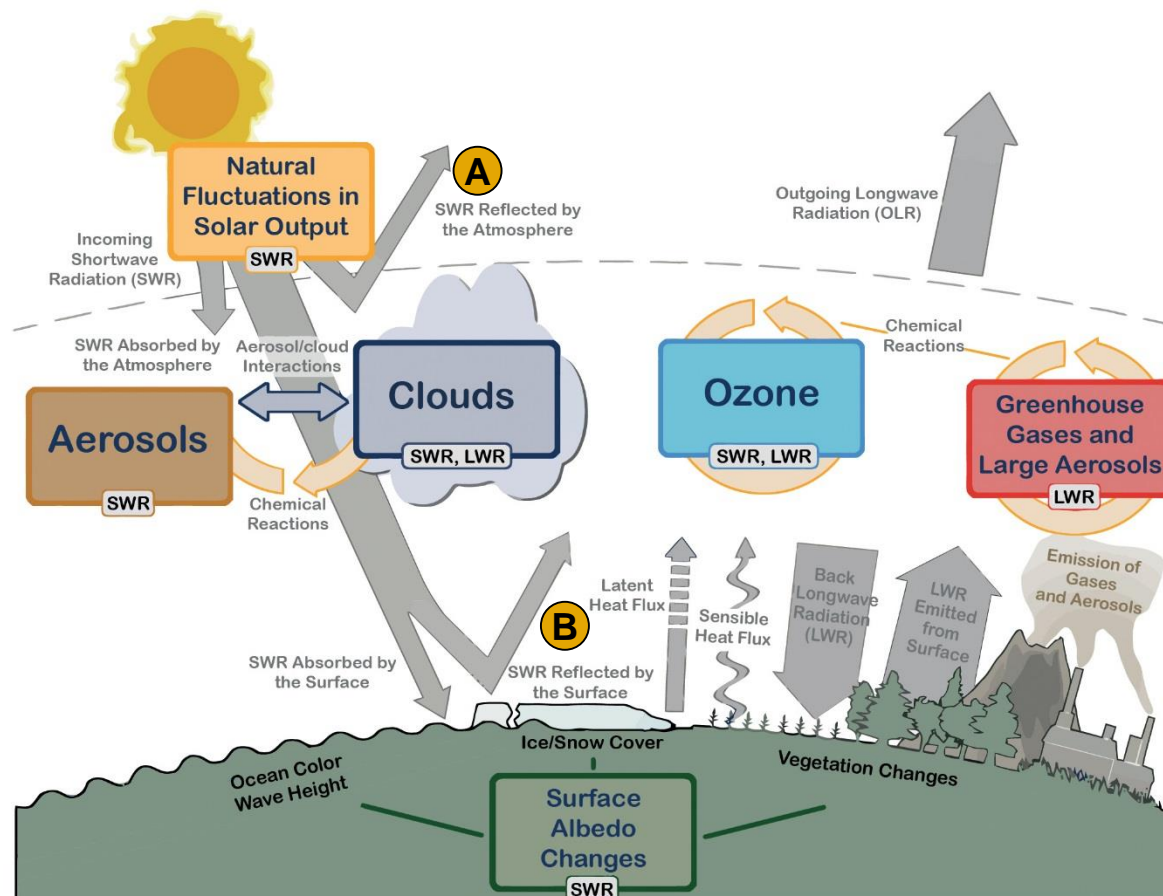 Natural
Fluctuations in
Solar Output
SWR
A
SWR Reflected by
the Atmosphere
Outgoing Longwave
Radiation (OLR)
Incoming
Shortwave
Radiation (SWR)
SWR Absorbed by
the Atmosphere
Aerosol/cloud
Interactions
Chemical
Reactions
Aerosols
SWR
Clouds
SWR, LWR
Ozone
SWR, LWR
Greenhouse
Gases and
Large Aerosols
LWR
Chemical
Reactions
Latent
Heat Flux
Sensible
Heat Flux
Back
Longwave
Radiation
(LWR)
LWR
Emitted
from
Surface
Emission of
Gases
and Aerosols
B
SWR Absorbed by
the Surface
SWR Reflected by
the Surface
Ice/Snow Cover
Ocean Color
Wave Height
Vegetation Changes
Surface
Albedo
Changes
SWR